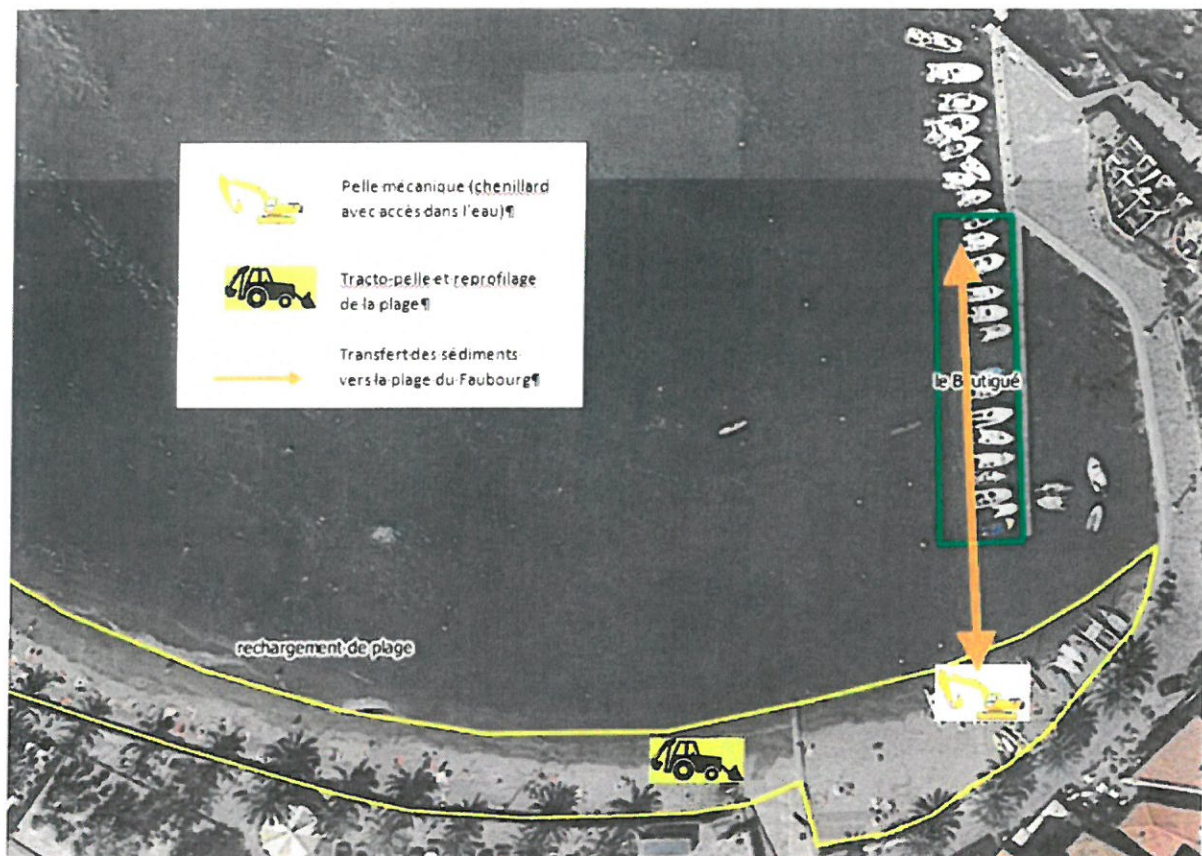 Pelle mécanique (chenillard
avec accès dans l'eau)¶
Tracto-pelle et reprofilage
de la plage¶
Transfert des sédiments
vers la plage du Faubourg¶
le Boutigué
rechargement de plage